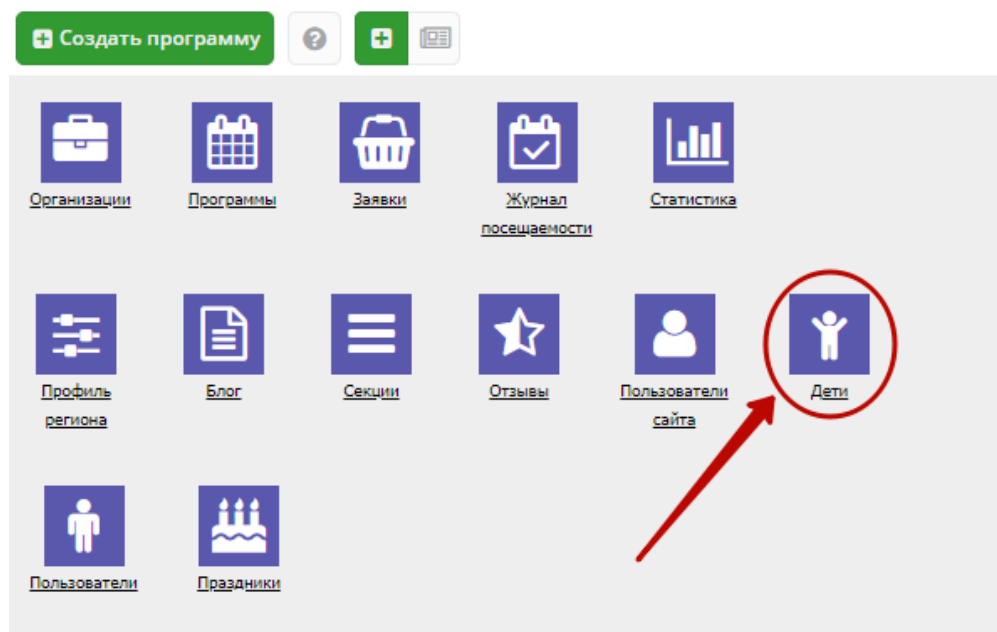 Создать программу
Организации
Программы
Заявки
Журнал
посещаемости
Статистика
Профиль
региона
Блог
Секции
Отзывы
Пользователи
сайта
Дети
Пользователи
Праздники